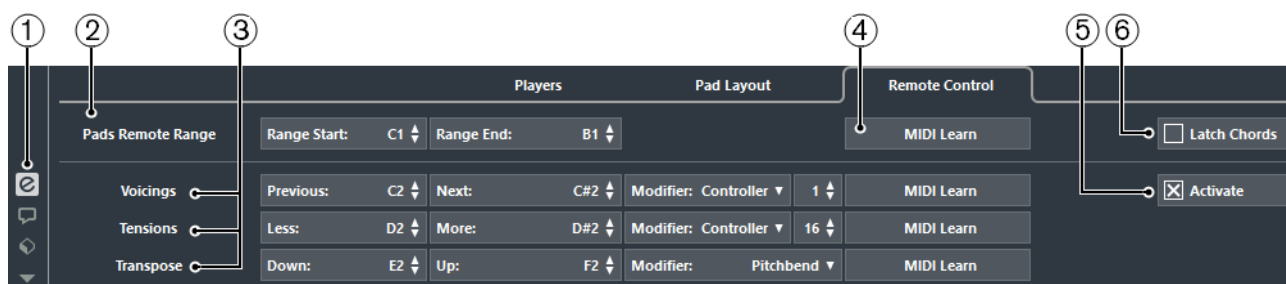 1 2 3 4 5 6
Players Pad Layout Remote Control
Pads Remote Range Range Start: C1 Range End: B1 MIDI Learn Latch Chords
Voicings Previous: C2 Next: C#2 Modifier: Controller 1 MIDI Learn Activate
Tensions Less: D2 More: D#2 Modifier: Controller 16 MIDI Learn
Transpose Down: E2 Up: F2 Modifier: Pitchbend MIDI Learn